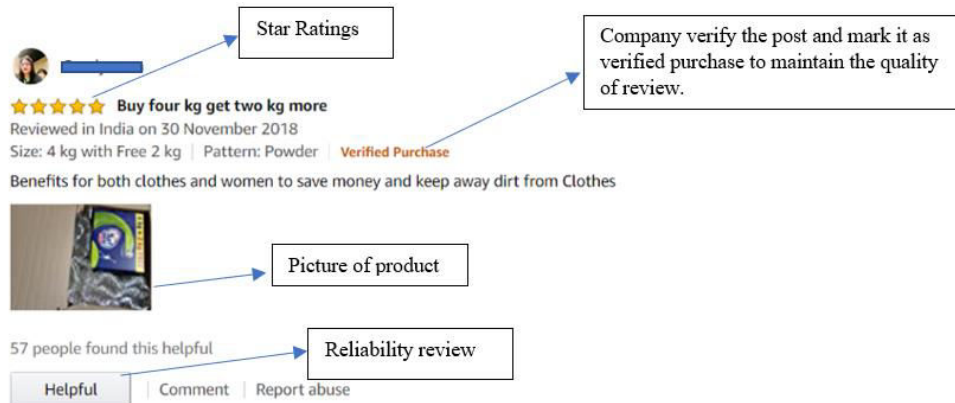 Star Ratings
Company verify the post and mark it as
verified purchase to maintain the quality
of review.
Buy four kg get two kg more
Reviewed in India on 30 November 2018
Size: 4 kg with Free 2 kg | Pattern: Powder | Verified Purchase
Benefits for both clothes and women to save money and keep away dirt from Clothes
Picture of product
57 people found this helpful
Reliability review
Helpful | Comment | Report abuse